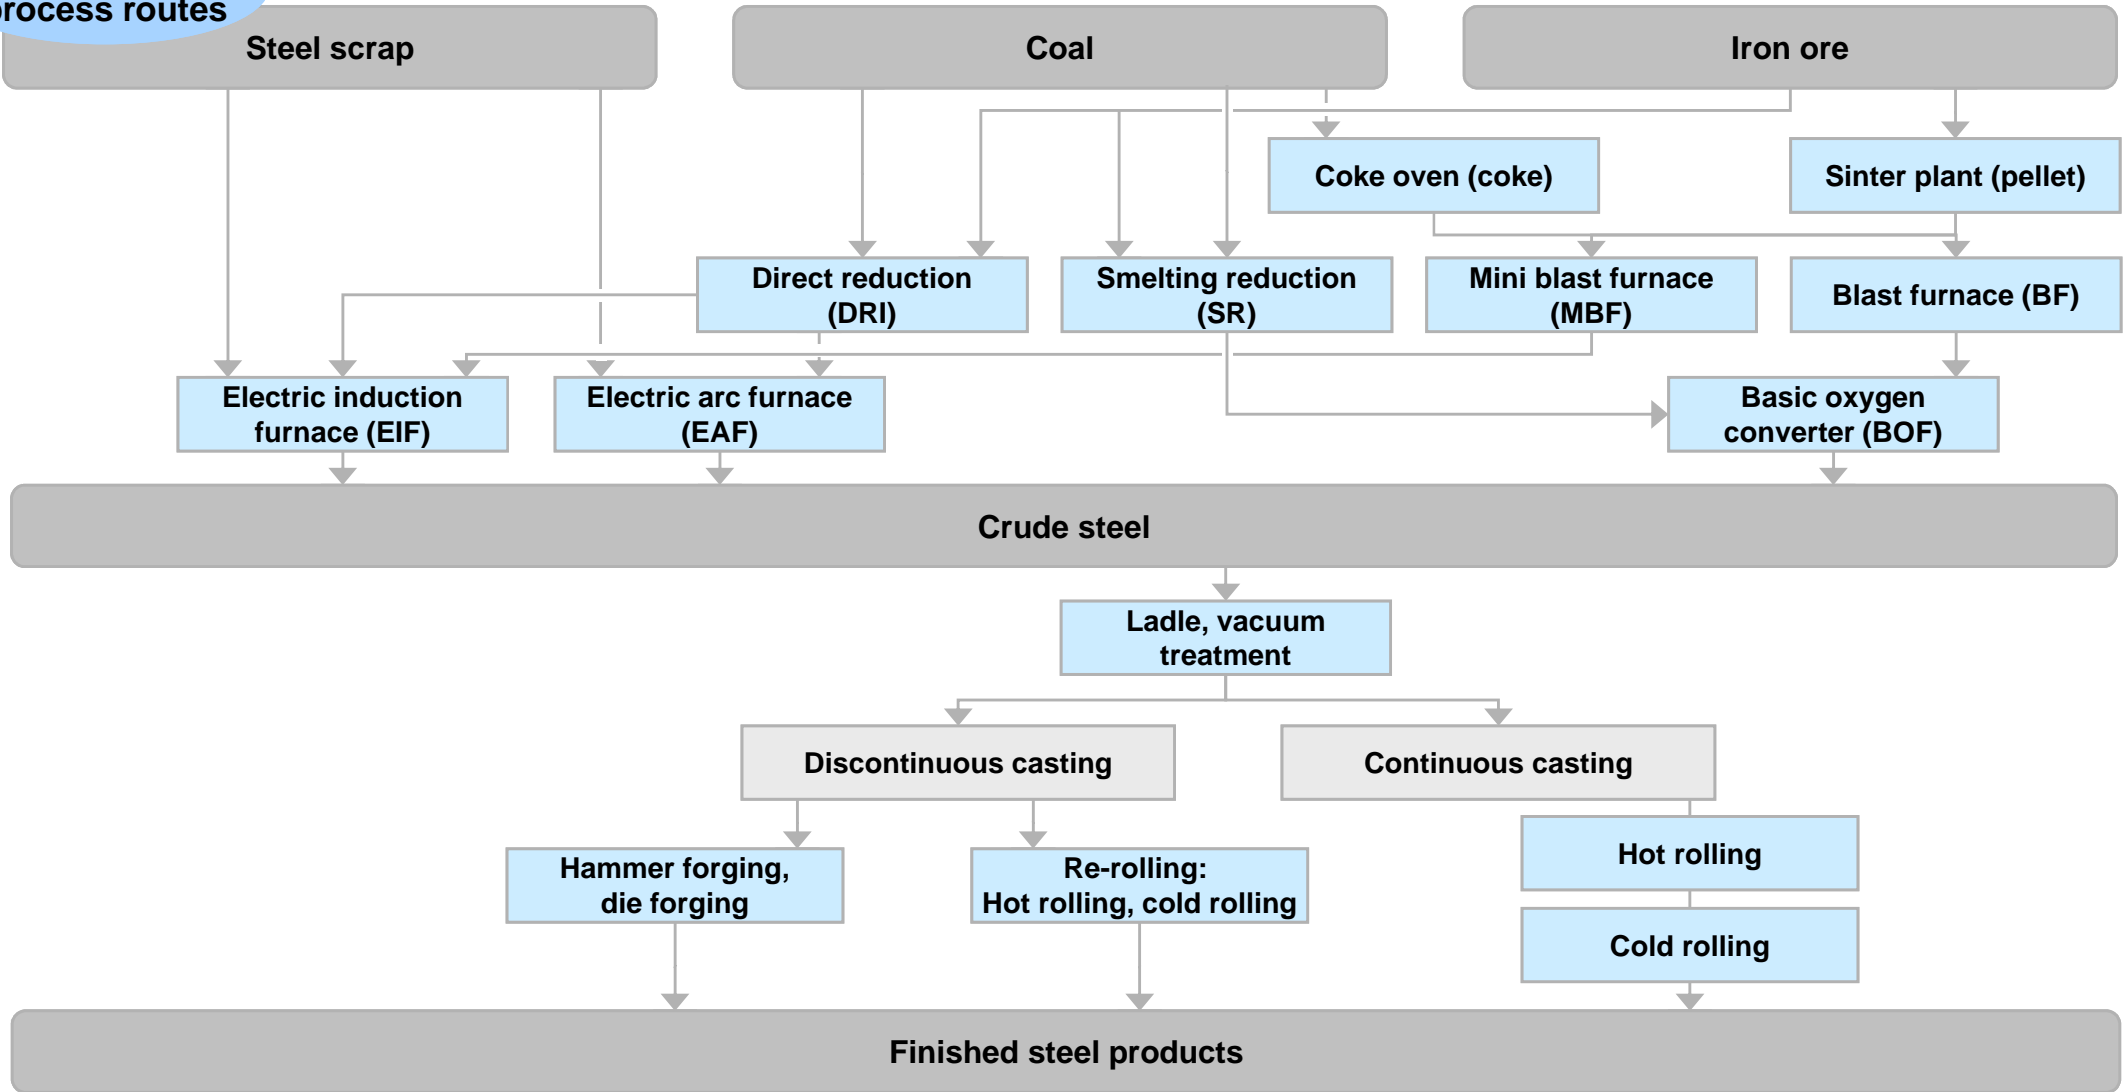 process routes
Steel scrap
Coal
Iron ore
Coke oven (coke)
Sinter plant (pellet)
Direct reduction
(DRI)
Smelting reduction
(SR)
Mini blast furnace
(MBF)
Blast furnace (BF)
Electric induction
furnace (EIF)
Electric arc furnace
(EAF)
Basic oxygen
converter (BOF)
Crude steel
Ladle, vacuum
treatment
Discontinuous casting
Continuous casting
Hammer forging,
die forging
Re-rolling:
Hot rolling, cold rolling
Hot rolling
Cold rolling
Finished steel products